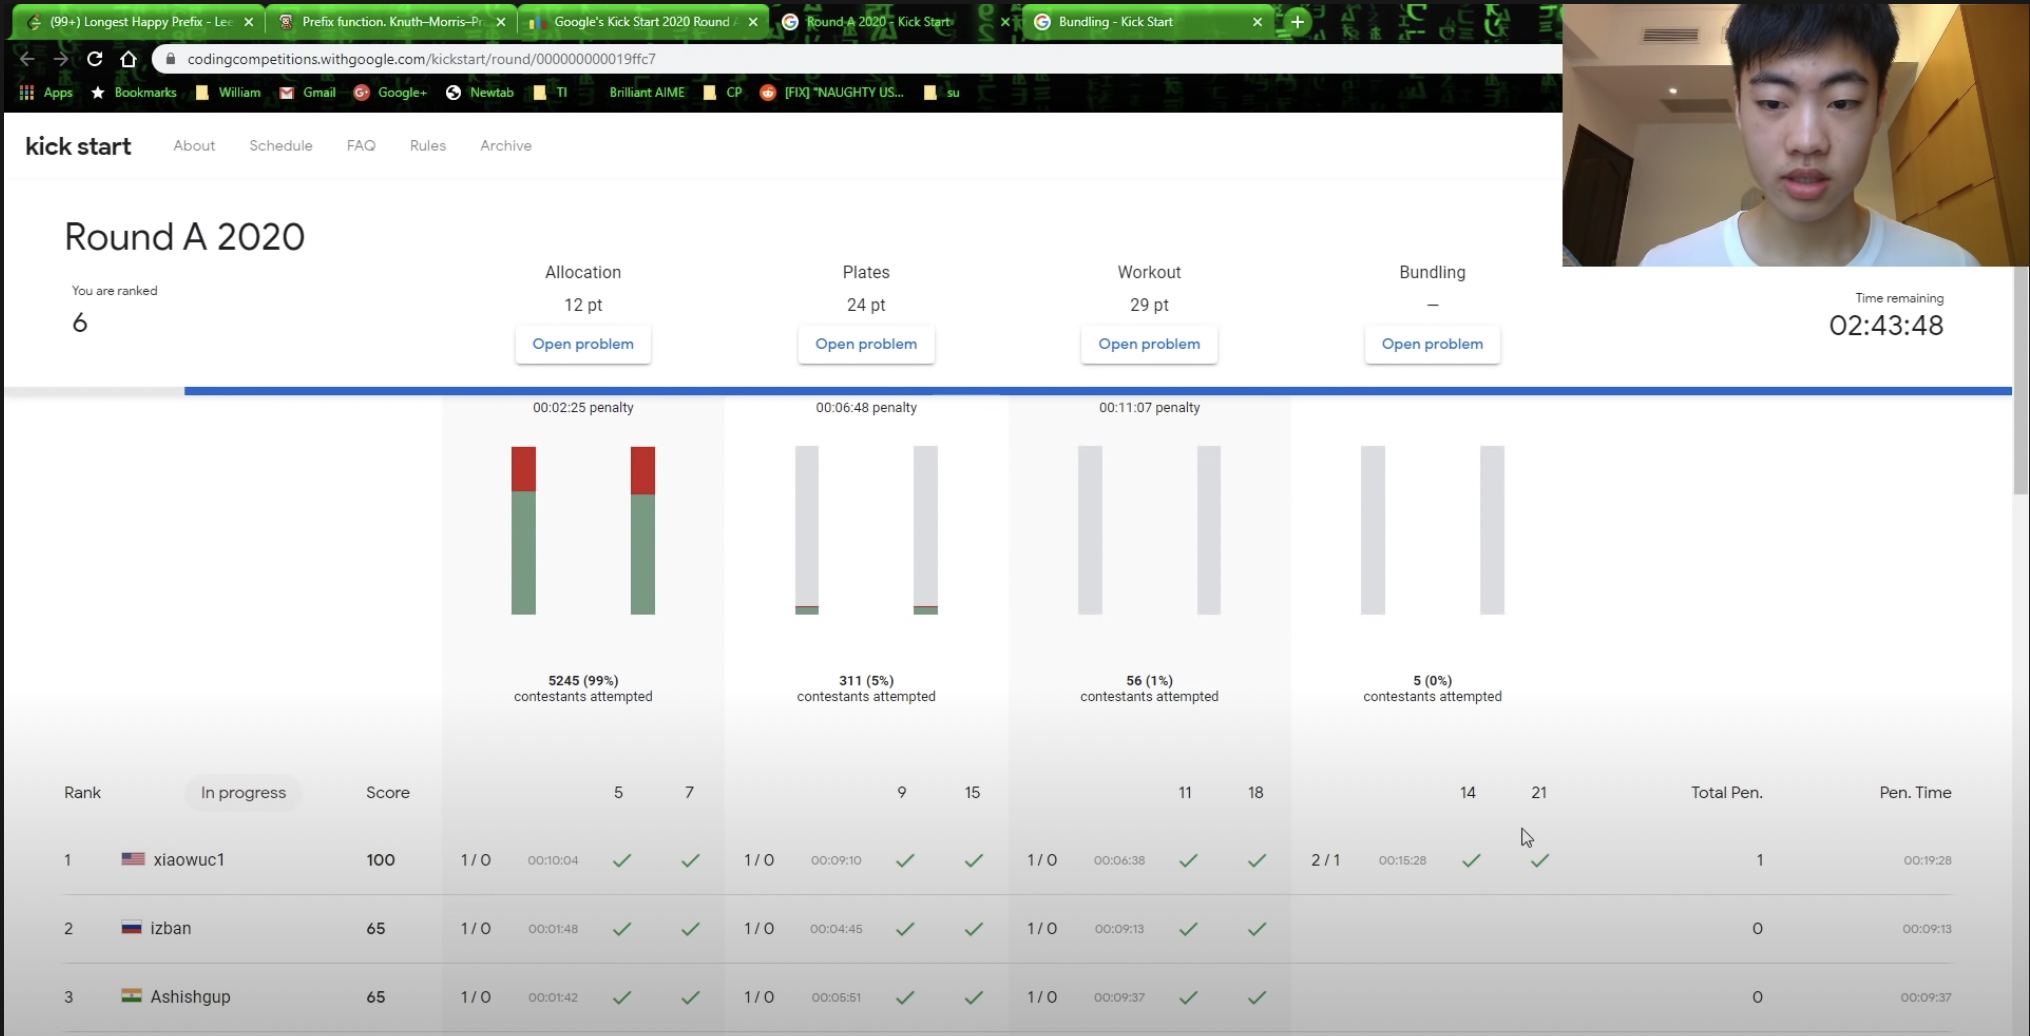 (99+) Longest Happy Prefix - Lee
Prefix function. Knuth–Morris–Pr
Google's Kick Start 2020 Round A
Round A 2020 - Kick Start
Bundling - Kick Start
codingcompetitions.withgoogle.com/kickstart/round/000000000019ffc7
Apps Bookmarks William Gmail Google+ Newtab TI Brilliant AIME CP [FIX] "NAUGHTY US... su
kick start About Schedule FAQ Rules Archive
Round A 2020
You are ranked
6
Allocation Plates Workout Bundling
12 pt 24 pt 29 pt —
Open problem Open problem Open problem Open problem
Time remaining
02:43:48
00:02:25 penalty 00:06:48 penalty 00:11:07 penalty
5245 (99%) 311 (5%) 56 (1%) 5 (0%)
contestants attempted contestants attempted contestants attempted contestants attempted
Rank In progress Score 5 7 9 15 11 18 14 21 Total Pen. Pen. Time
1 xiaowuc1 100 1 / 0 00:10:04 1 / 0 00:09:10 1 / 0 00:06:38 2 / 1 00:15:28 1 00:19:28
2 izban 65 1 / 0 00:01:48 1 / 0 00:04:45 1 / 0 00:09:13 0 00:09:13
3 Ashishgup 65 1 / 0 00:01:42 1 / 0 00:05:51 1 / 0 00:09:37 0 00:09:37